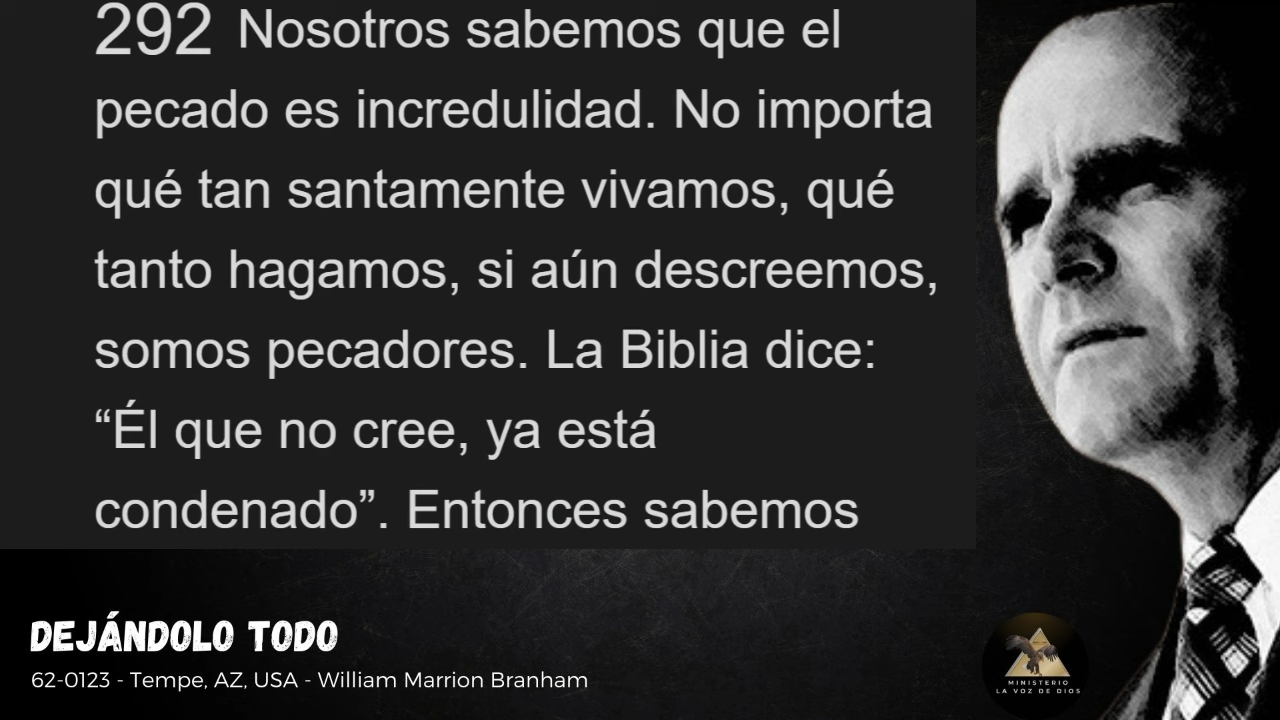 292 Nosotros sabemos que el
pecado es incredulidad. No importa
qué tan santamente vivamos, qué
tanto hagamos, si aún descreemos,
somos pecadores. La Biblia dice:
“Él que no cree, ya está
condenado”. Entonces sabemos
DEJÁNDOLO TODO
62-0123 - Tempe, AZ, USA - William Marrion Branham
MINISTERIO
LA VOZ DE DIOS